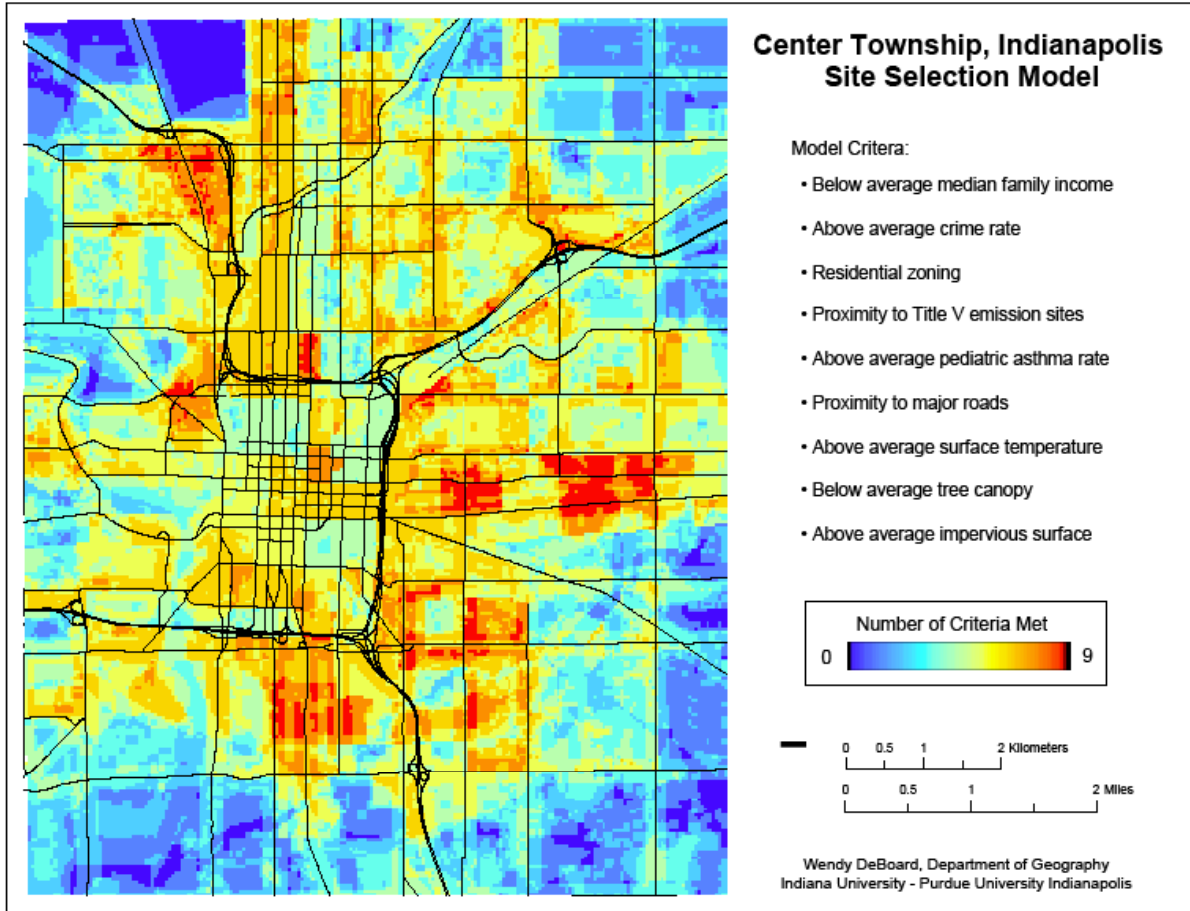 Center Township, Indianapolis
Site Selection Model
Model Critera:
• Below average median family income
• Above average crime rate
• Residential zoning
• Proximity to Title V emission sites
• Above average pediatric asthma rate
• Proximity to major roads
• Above average surface temperature
• Below average tree canopy
• Above average impervious surface
Number of Criteria Met
0 9
0 0.5 1 2 Kilometers
0 0.5 1 2 Miles
Wendy DeBoard, Department of Geography
Indiana University - Purdue University Indianapolis